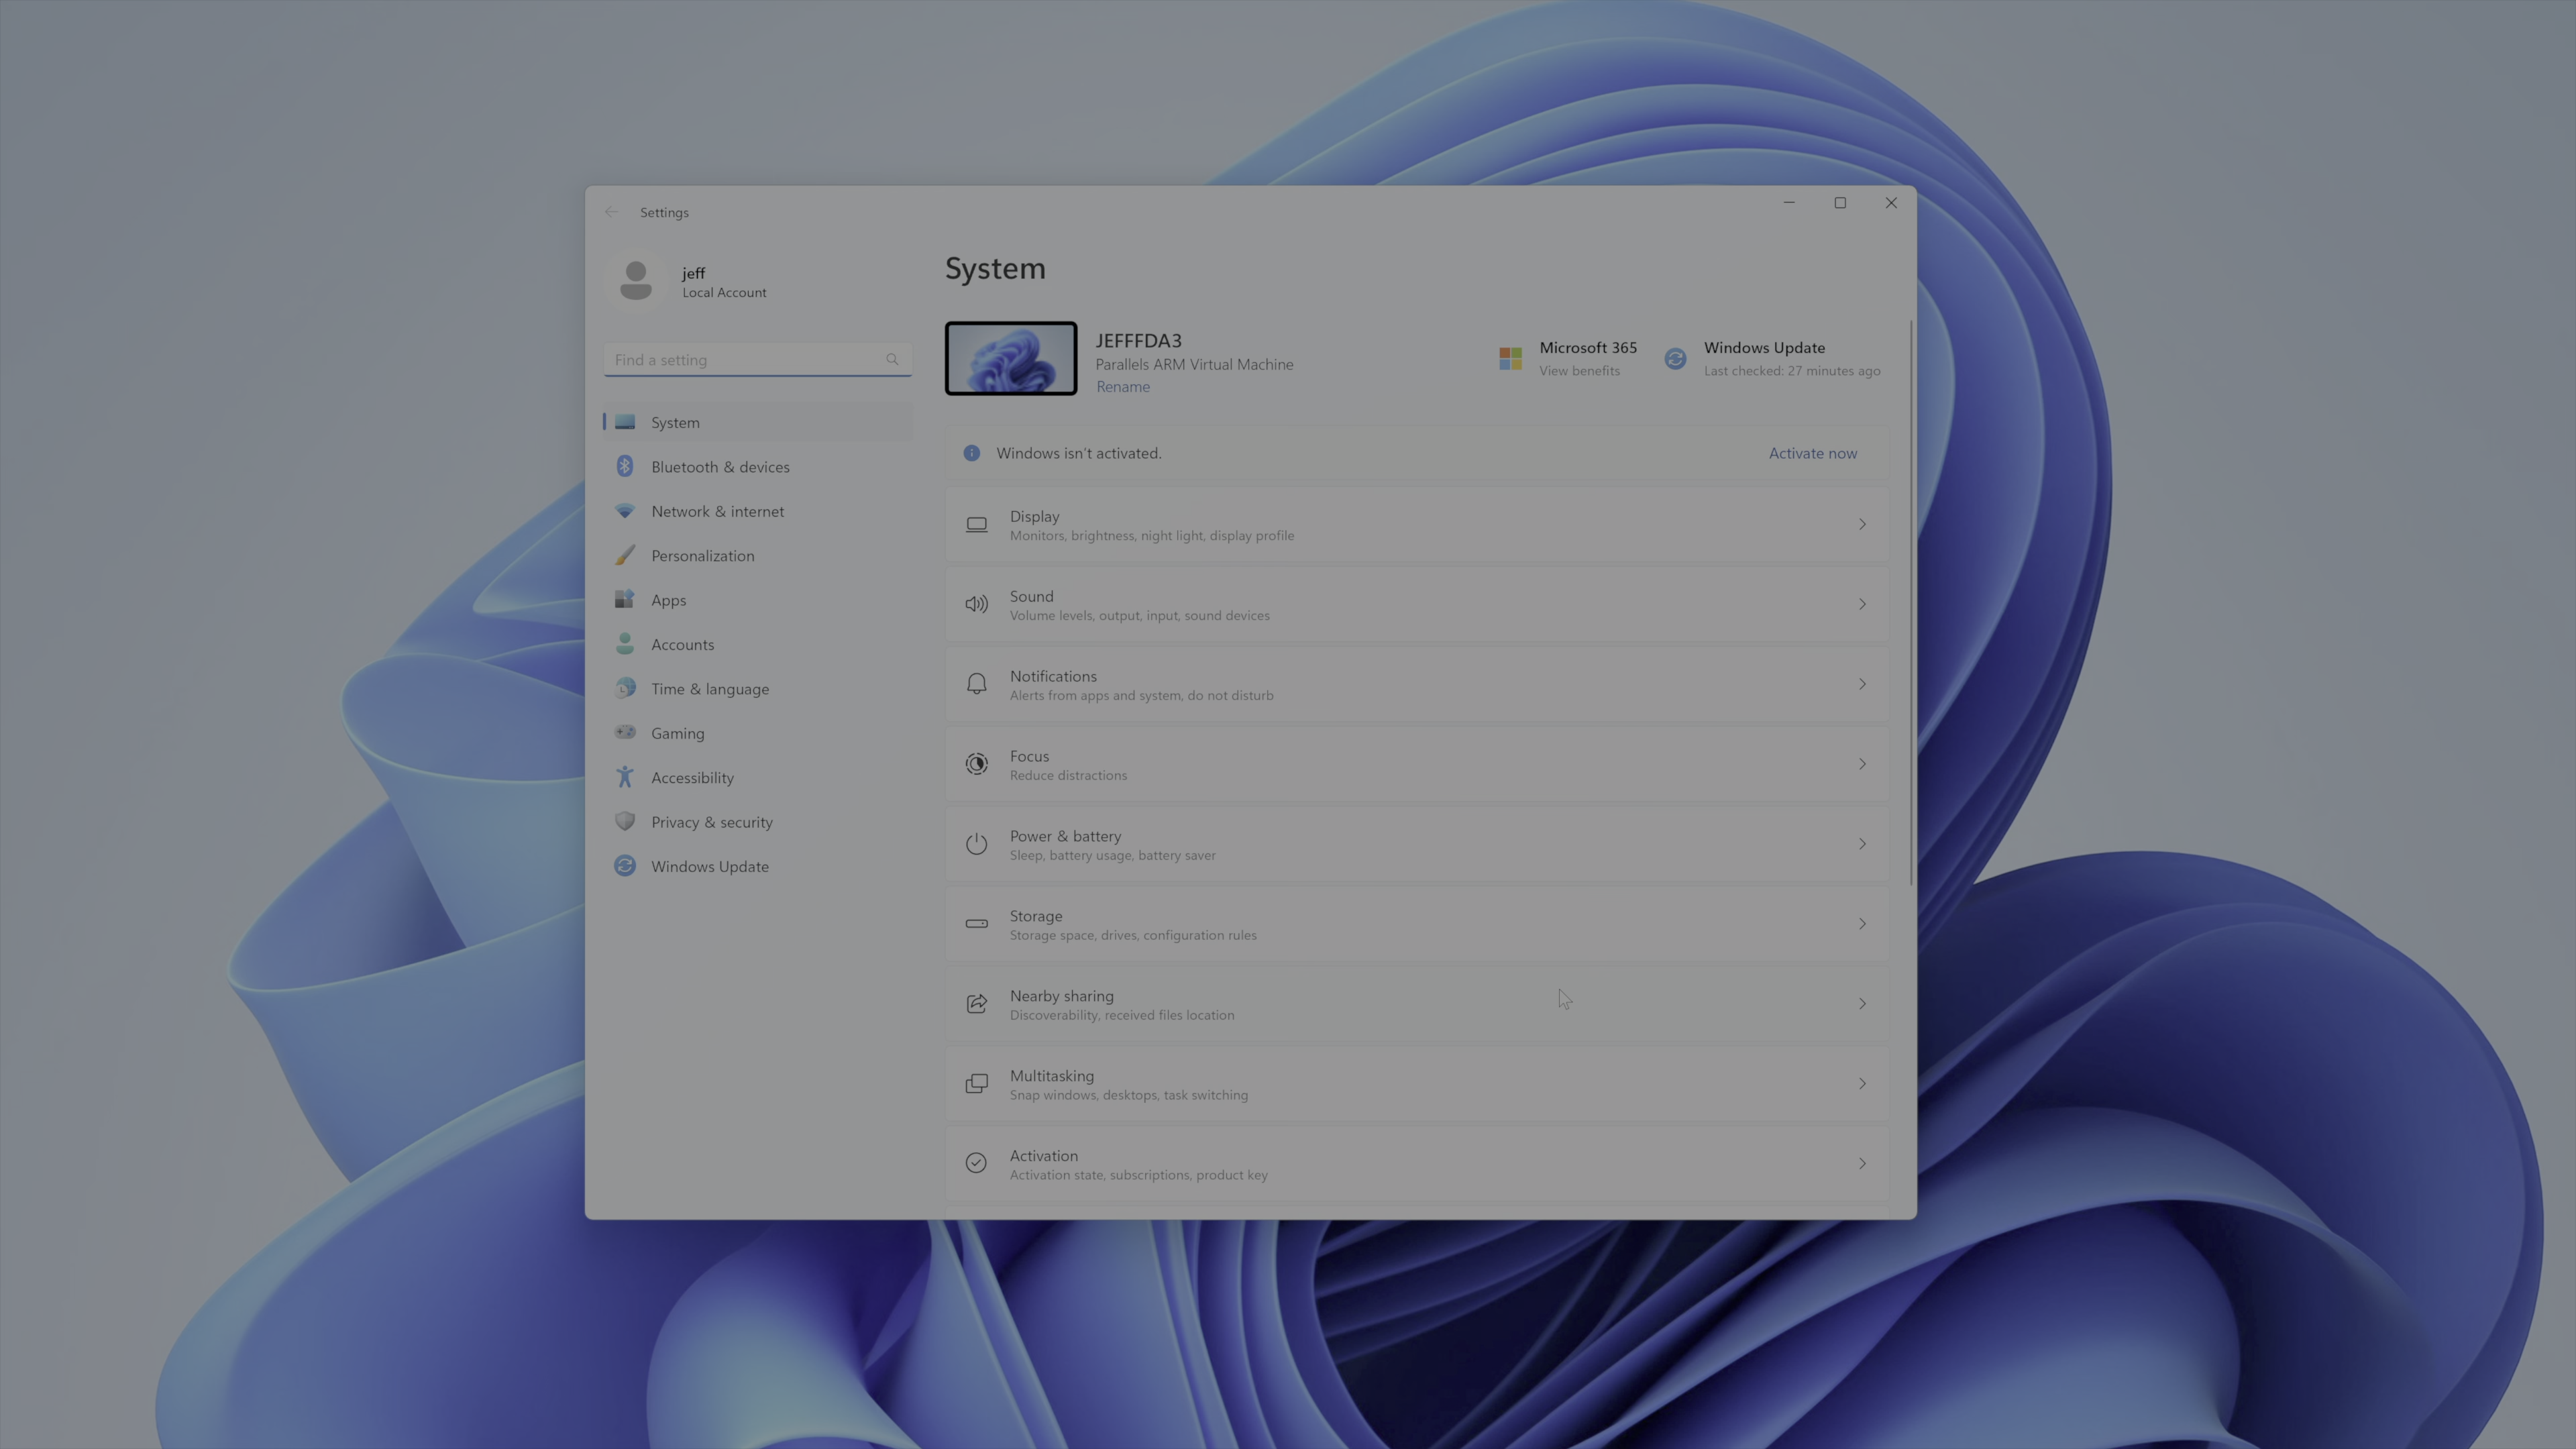 Settings
jeff
Local Account
Find a setting
System
Bluetooth & devices
Network & internet
Personalization
Apps
Accounts
Time & language
Gaming
Accessibility
Privacy & security
Windows Update
System
JEFFFDA3
Parallels ARM Virtual Machine
Rename
Microsoft 365
View benefits
Windows Update
Last checked: 27 minutes ago
Windows isn't activated.
Activate now
Display
Monitors, brightness, night light, display profile
Sound
Volume levels, output, input, sound devices
Notifications
Alerts from apps and system, do not disturb
Focus
Reduce distractions
Power & battery
Sleep, battery usage, battery saver
Storage
Storage space, drives, configuration rules
Nearby sharing
Discoverability, received files location
Multitasking
Snap windows, desktops, task switching
Activation
Activation state, subscriptions, product key